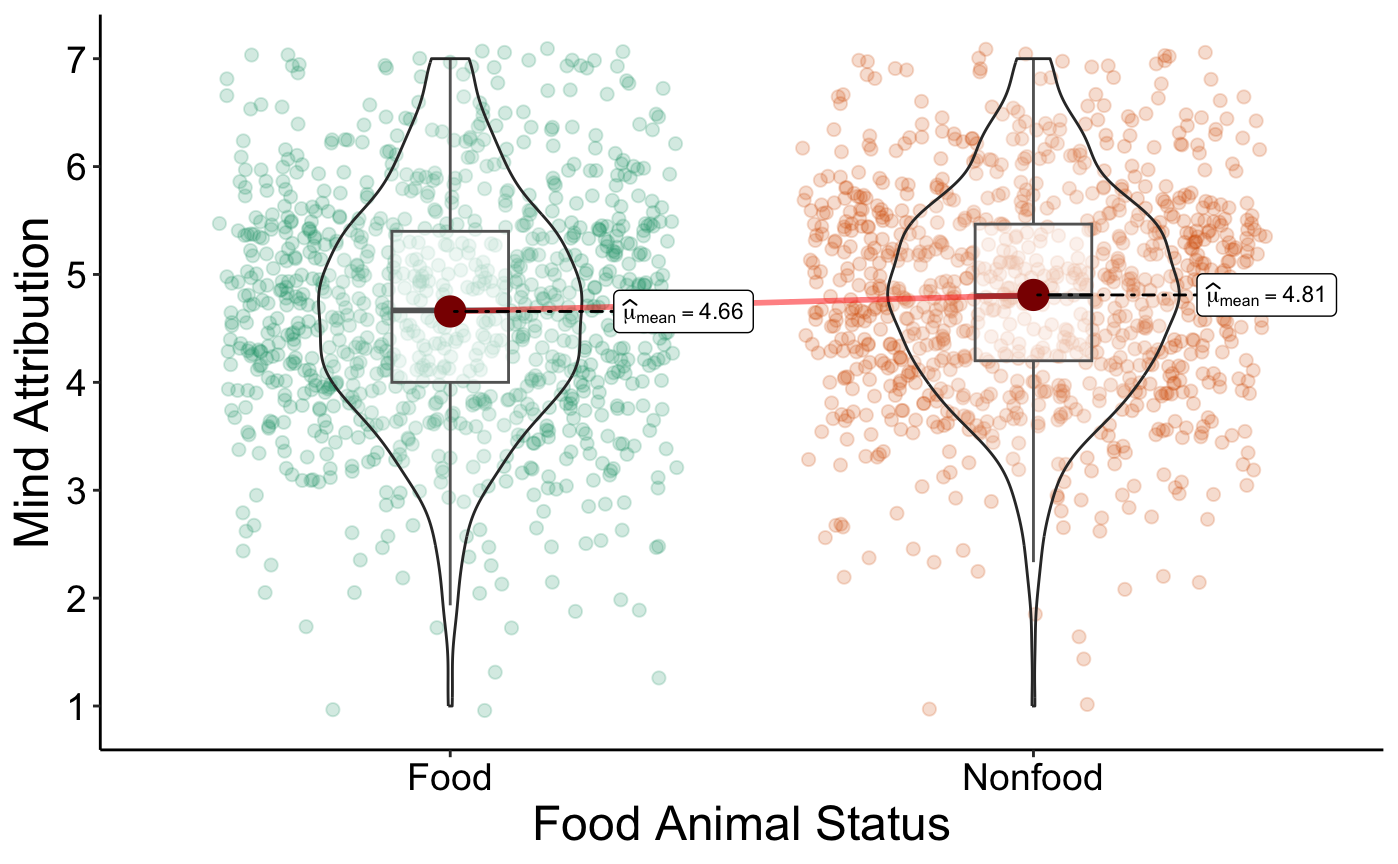 Mind Attribution
7
6
5
4
3
2
1
μ̂mean = 4.66
μ̂mean = 4.81
Food
Nonfood
Food Animal Status